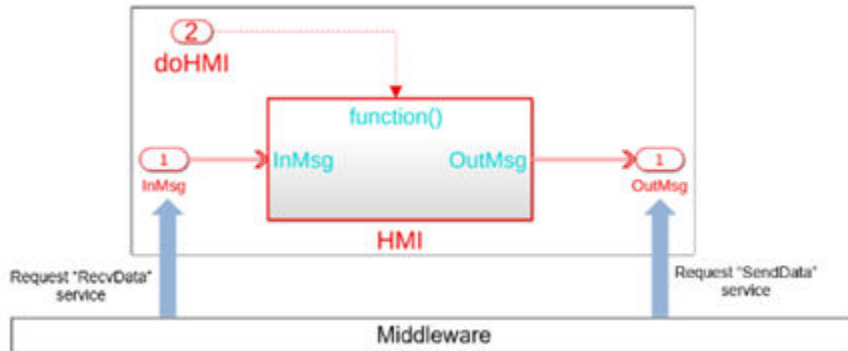 2
doHMI
function()
1
InMsg
OutMsg
1
InMsg
OutMsg
HMI
Request "RecvData"
service
Request "SendData"
service
Middleware